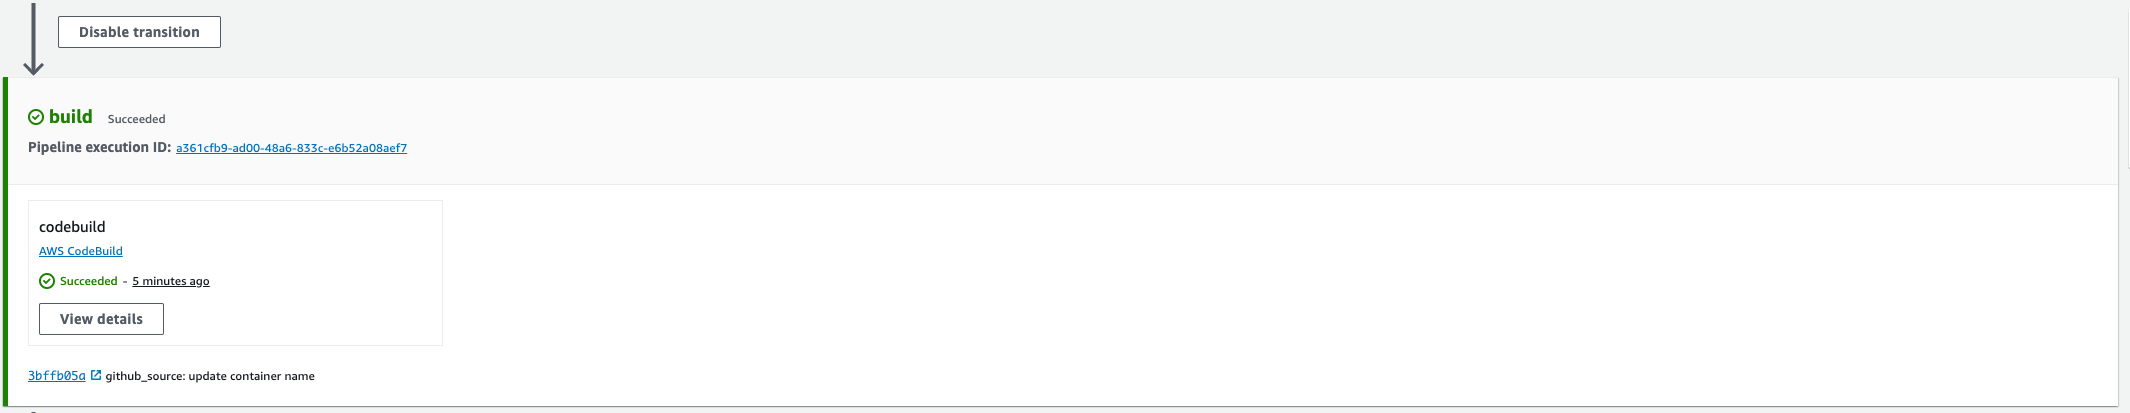 Disable transition
build Succeeded
Pipeline execution ID: a361cfb9-ad00-48a6-833c-e6b52a08aef7
codebuild
AWS CodeBuild
Succeeded - 5 minutes ago
View details
3bffb05a github_source: update container name